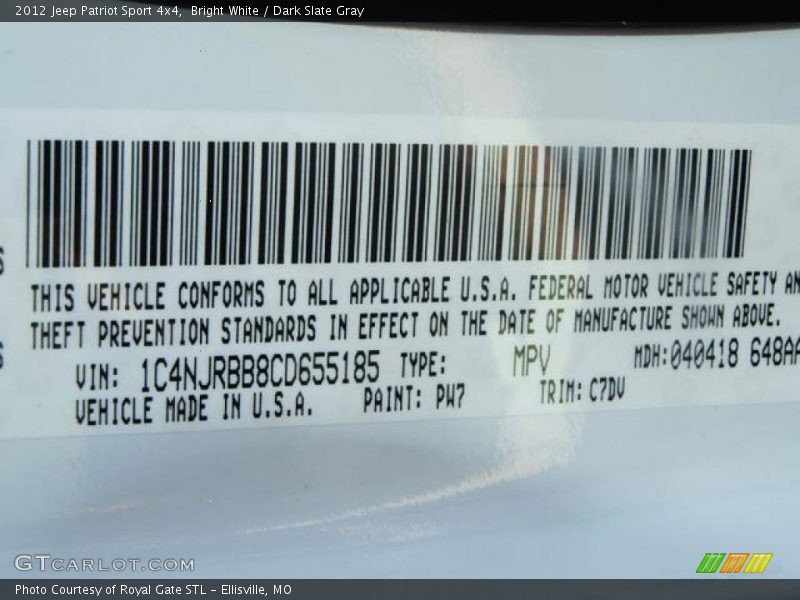 2012 Jeep Patriot Sport 4x4, Bright White / Dark Slate Gray
THIS VEHICLE CONFORMS TO ALL APPLICABLE U.S.A. FEDERAL MOTOR VEHICLE SAFETY AN
THEFT PREVENTION STANDARDS IN EFFECT ON THE DATE OF MANUFACTURE SHOWN ABOVE.
VIN: 1C4NJRBB8CD655185 TYPE: MPV MDH:040418 648AA
VEHICLE MADE IN U.S.A. PAINT: PW7 TRIM: C7DV
GTCARLOT.COM
Photo Courtesy of Royal Gate STL - Ellisville, MO